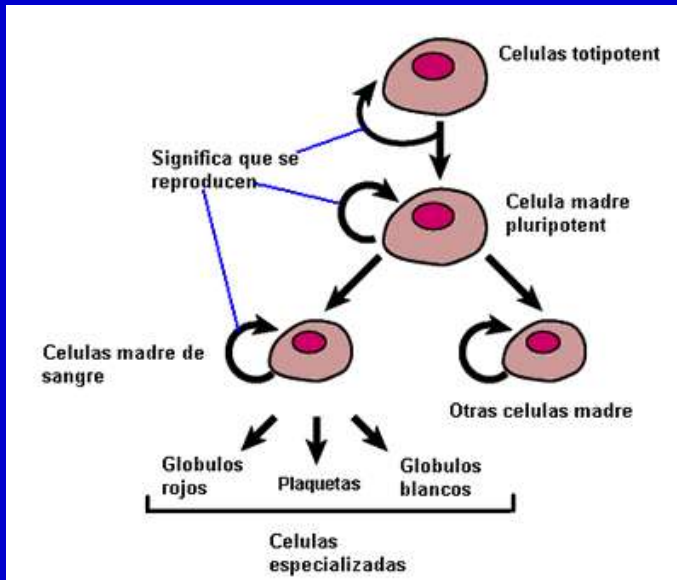 Celulas totipotent
Significa que se
reproducen
Celula madre
pluripotent
Celulas madre de
sangre
Otras celulas madre
Globulos
rojos
Plaquetas
Globulos
blancos
Celulas
especializadas